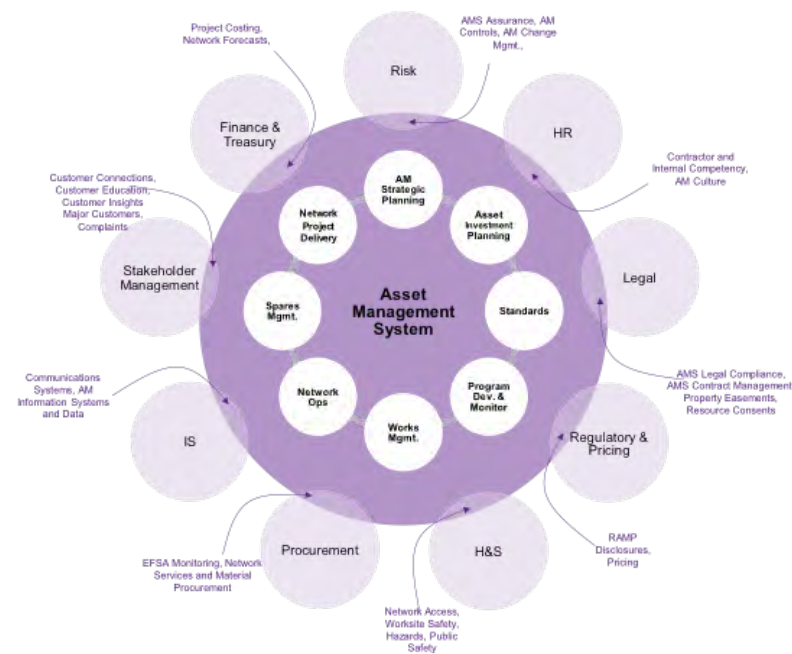 Project Costing,
Network Forecasts,
AMS Assurance, AM
Controls, AM Change
Mgmt.,
Risk
Finance &
Treasury
HR
Contractor and
Internal Competency,
AM Culture
Customer Connections,
Customer Education,
Customer Insights
Major Customers,
Complaints
AM
Strategic
Planning
Network
Project
Delivery
Asset
Investment
Planning
Stakeholder
Management
Legal
Spares
Mgmt.
Asset
Management
System
Standards
Communications
Systems, AM
Information Systems
and Data
AMS Legal Compliance,
AMS Contract Management
Property Easements,
Resource Consents
Network
Ops
Program
Dev. &
Monitor
Works
Mgmt.
IS
Regulatory &
Pricing
Procurement
H&S
EFSA Monitoring, Network
Services and Material
Procurement
RAMP
Disclosures,
Pricing
Network Access,
Worksite Safety,
Hazards, Public
Safety